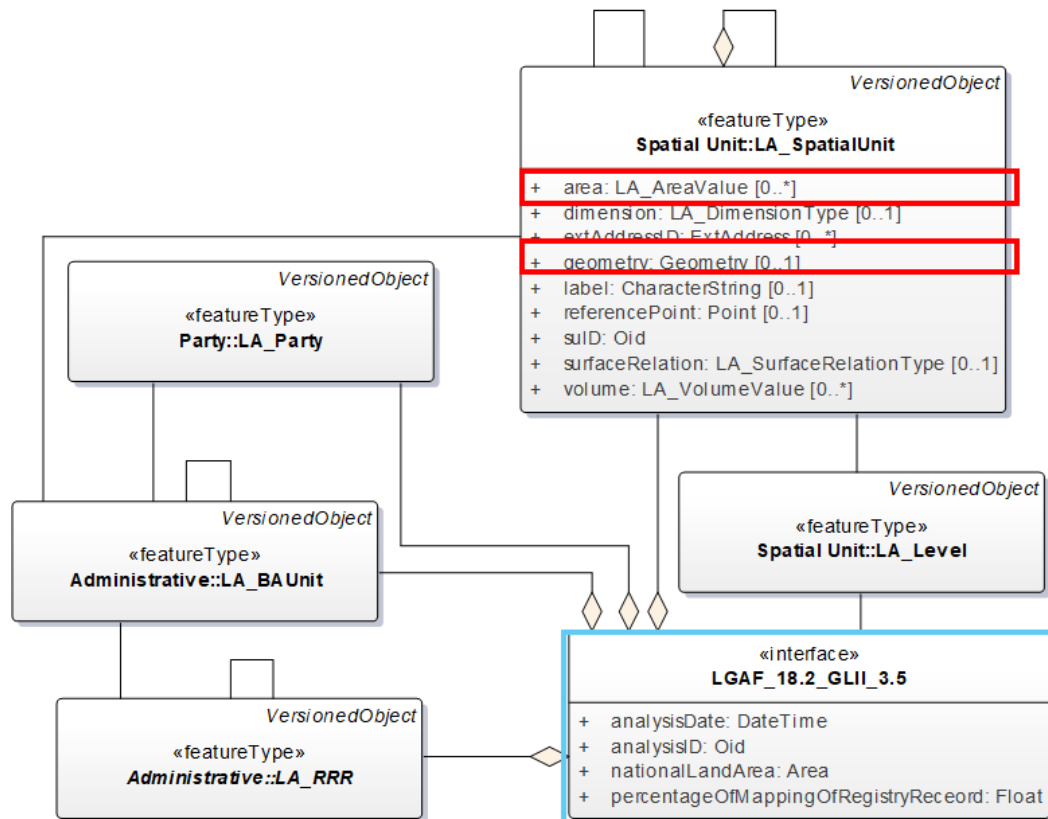 VersionedObject
«featureType»
Spatial Unit::LA_SpatialUnit
+ area: LA_AreaValue [0..*]
+ dimension: LA_DimensionType [0..1]
+ extAddressID: ExtAddress [0..*]
+ geometry: Geometry [0..1]
+ label: CharacterString [0..1]
+ referencePoint: Point [0..1]
+ suID: Oid
+ surfaceRelation: LA_SurfaceRelationType [0..1]
+ volume: LA_VolumeValue [0..*]
VersionedObject
«featureType»
Party::LA_Party
VersionedObject
«featureType»
Spatial Unit::LA_Level
VersionedObject
«featureType»
Administrative::LA_BAUnit
VersionedObject
«featureType»
Administrative::LA_RRR
«interface»
LGAF_18.2_GLII_3.5
+ analysisDate: DateTime
+ analysisID: Oid
+ nationalLandArea: Area
+ percentageOfMappingOfRegistryReceord: Float